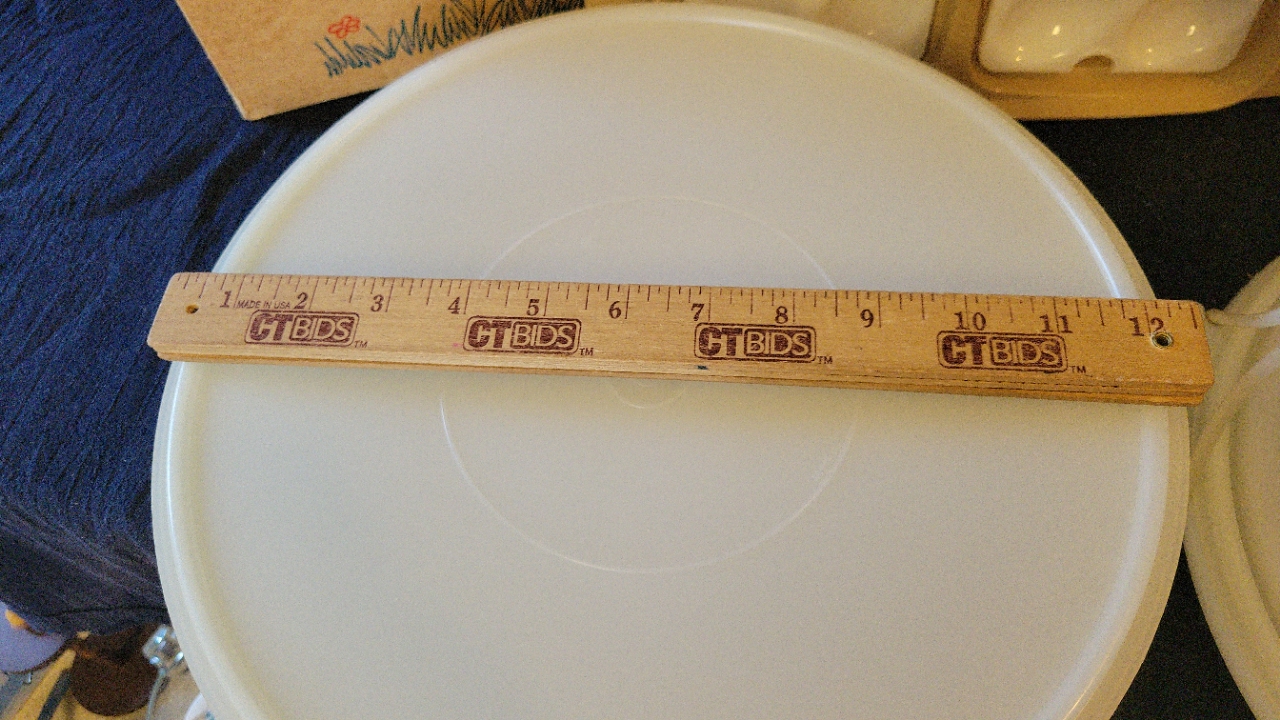 1 MADE IN USA 2 3 4 5 6 7 8 9 10 11 12
CTBIDS™ CTBIDS™ CTBIDS™ CTBIDS™